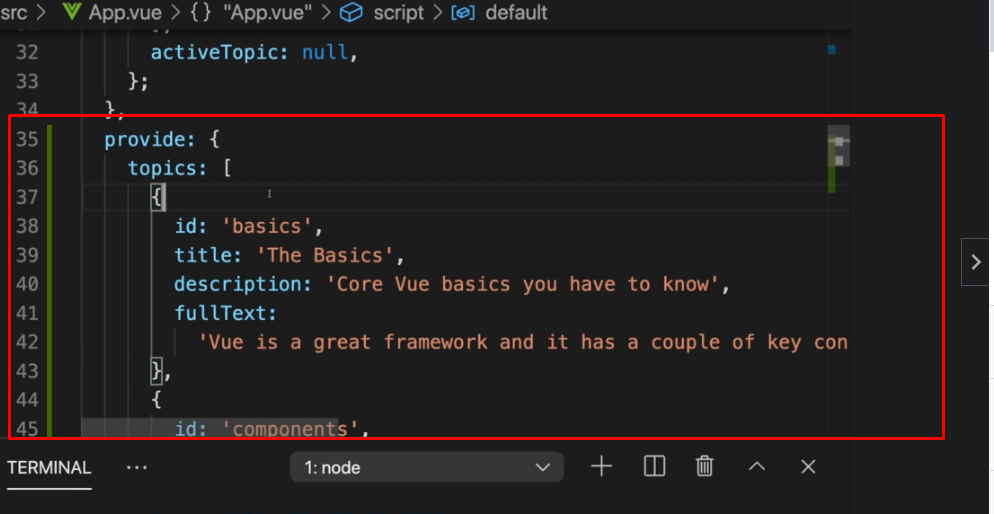 src > App.vue > {} "App.vue" > script > default
32 activeTopic: null,
33 };
34 },
35 provide: {
36 topics: [
37 {
38 id: 'basics',
39 title: 'The Basics',
40 description: 'Core Vue basics you have to know',
41 fullText:
42 'Vue is a great framework and it has a couple of key con
43 },
44 {
45 id: 'components',
TERMINAL ... 1: node